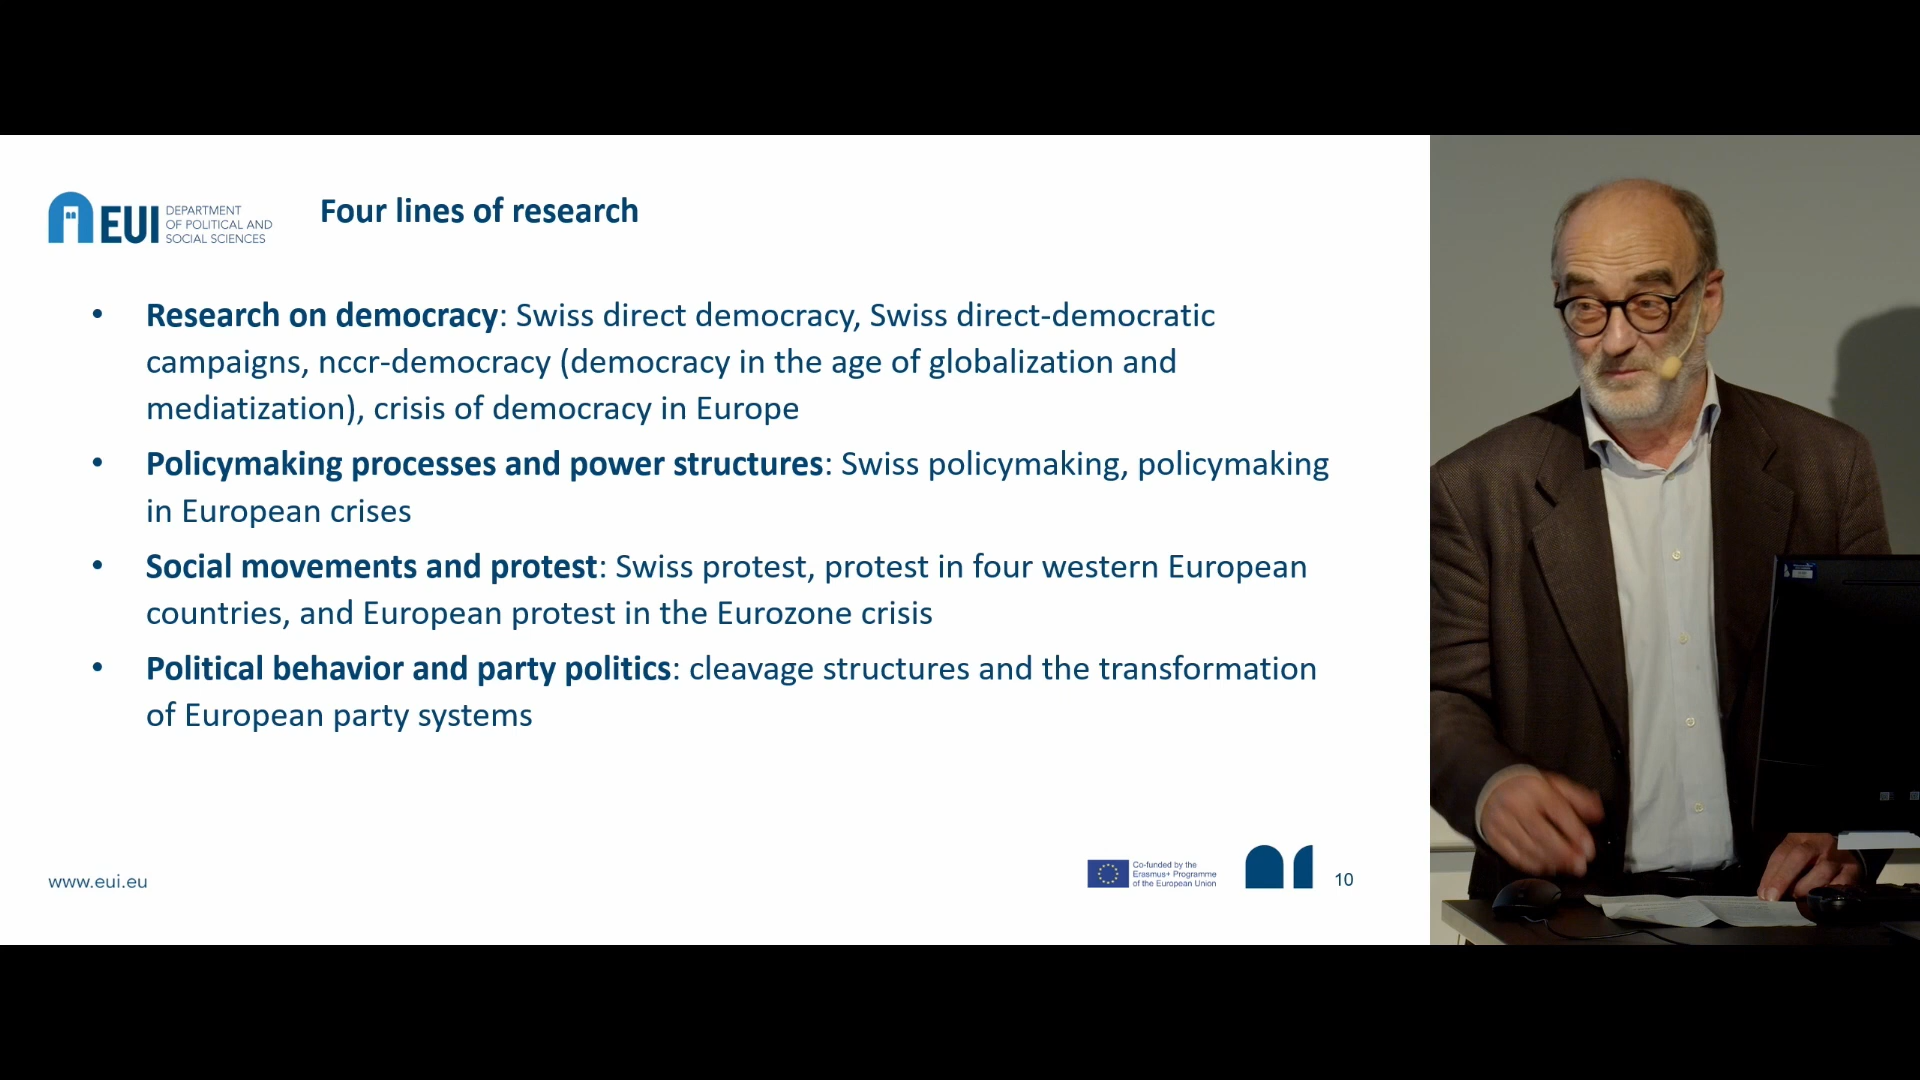 EUI
DEPARTMENT
OF POLITICAL AND
SOCIAL SCIENCES
Four lines of research
• Research on democracy: Swiss direct democracy, Swiss direct-democratic
campaigns, nccr-democracy (democracy in the age of globalization and
mediatization), crisis of democracy in Europe
• Policymaking processes and power structures: Swiss policymaking, policymaking
in European crises
• Social movements and protest: Swiss protest, protest in four western European
countries, and European protest in the Eurozone crisis
• Political behavior and party politics: cleavage structures and the transformation
of European party systems
www.eui.eu
Co-funded by the
Erasmus+ Programme
of the European Union
10